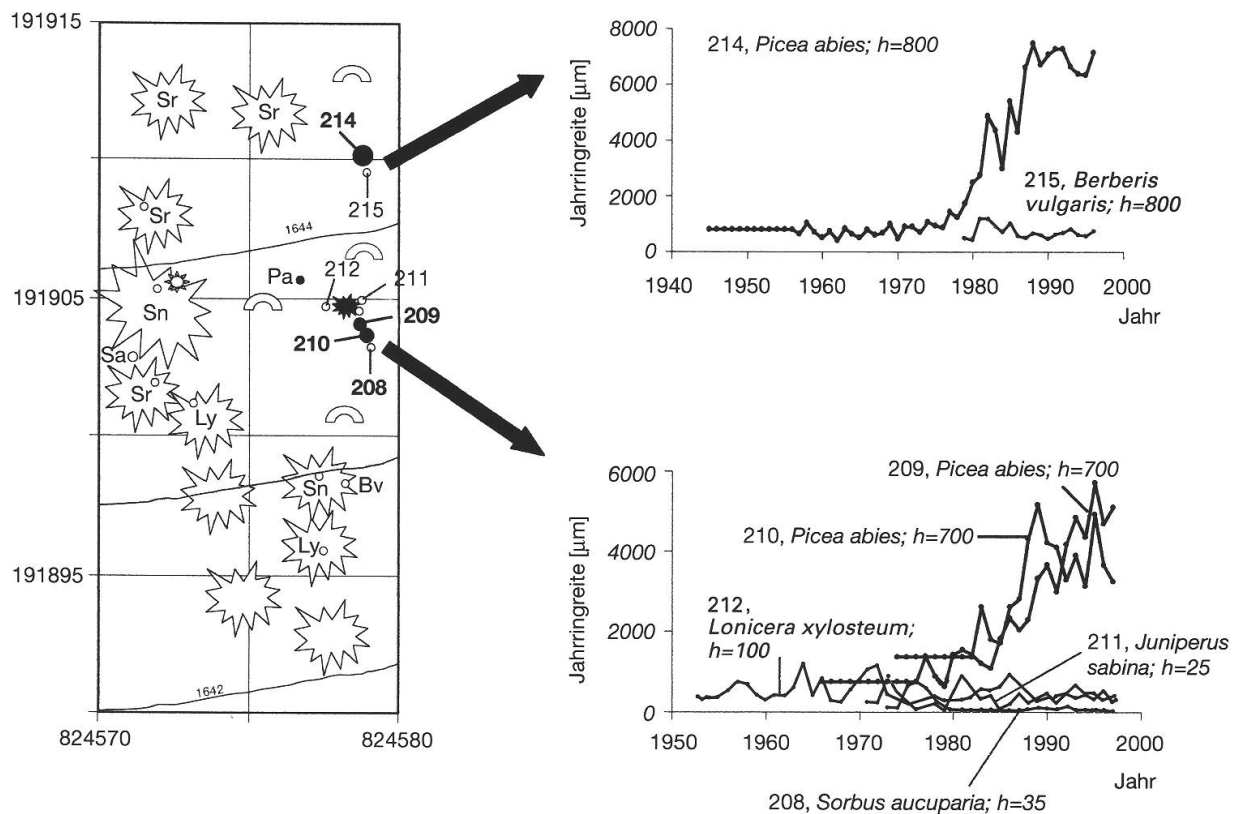 191915
Sr
Sr
214
215
Sr
1644
Pa
212
211
191905
Sn
209
210
Sa
208
Sr
Ly
Sn
Bv
Ly
191895
1642
824570
824580
8000
6000
4000
2000
0
Jahrringreite [µm]
214, Picea abies; h=800
215, Berberis
vulgaris; h=800
1940 1950 1960 1970 1980 1990 2000
Jahr
6000
4000
2000
0
Jahrringreite [µm]
209, Picea abies; h=700
210, Picea abies; h=700
212,
Lonicera xylosteum;
h=100
211, Juniperus
sabina; h=25
1950 1960 1970 1980 1990 2000
Jahr
208, Sorbus aucuparia; h=35